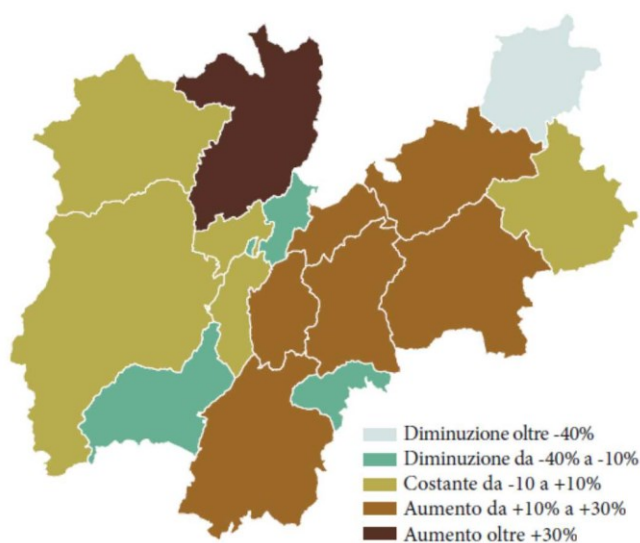 Diminuzione oltre -40%
Diminuzione da -40% a -10%
Costante da -10 a +10%
Aumento da +10% a +30%
Aumento oltre +30%